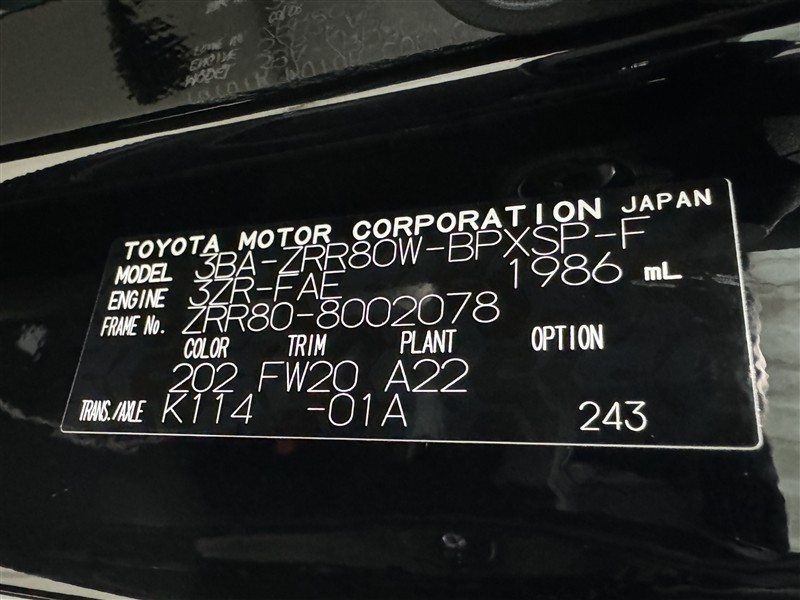 TOYOTA MOTOR CORPORATION JAPAN
MODEL 3BA-ZRR80W-BPXSP-F
ENGINE 3ZR-FAE 1986 mL
FRAME No. ZRR80-8002078
COLOR TRIM PLANT OPTION
202 FW20 A22
TRANS./AXLE K114 -01A 243